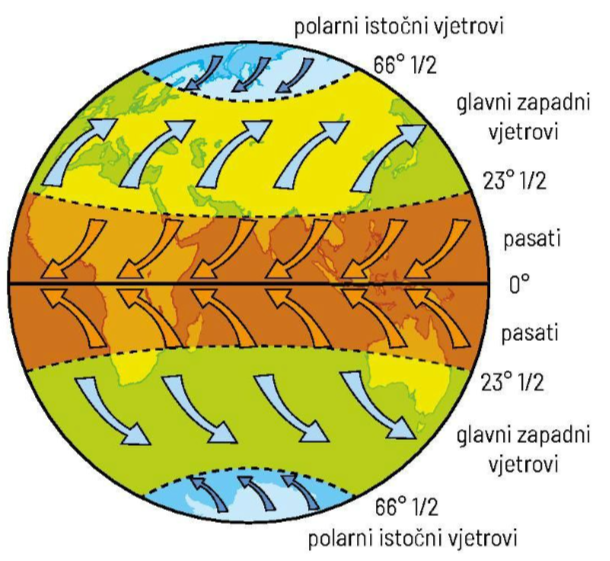 polarni istočni vjetrovi
66° 1/2
glavni zapadni
vjetrovi
23° 1/2
pasati
0°
pasati
23° 1/2
glavni zapadni
vjetrovi
66° 1/2
polarni istočni vjetrovi